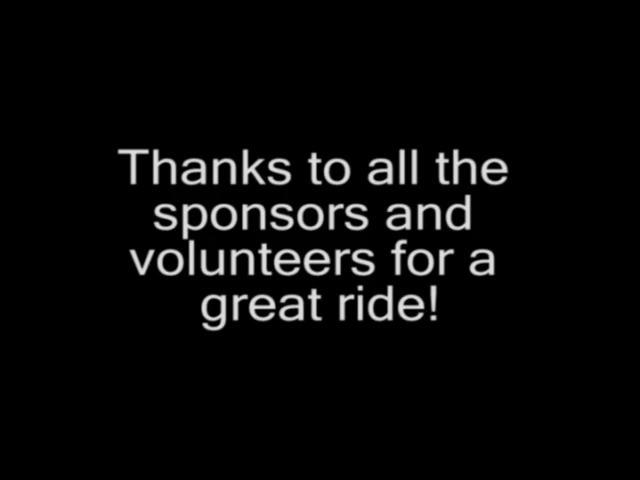 Thanks to all the
sponsors and
volunteers for a
great ride!